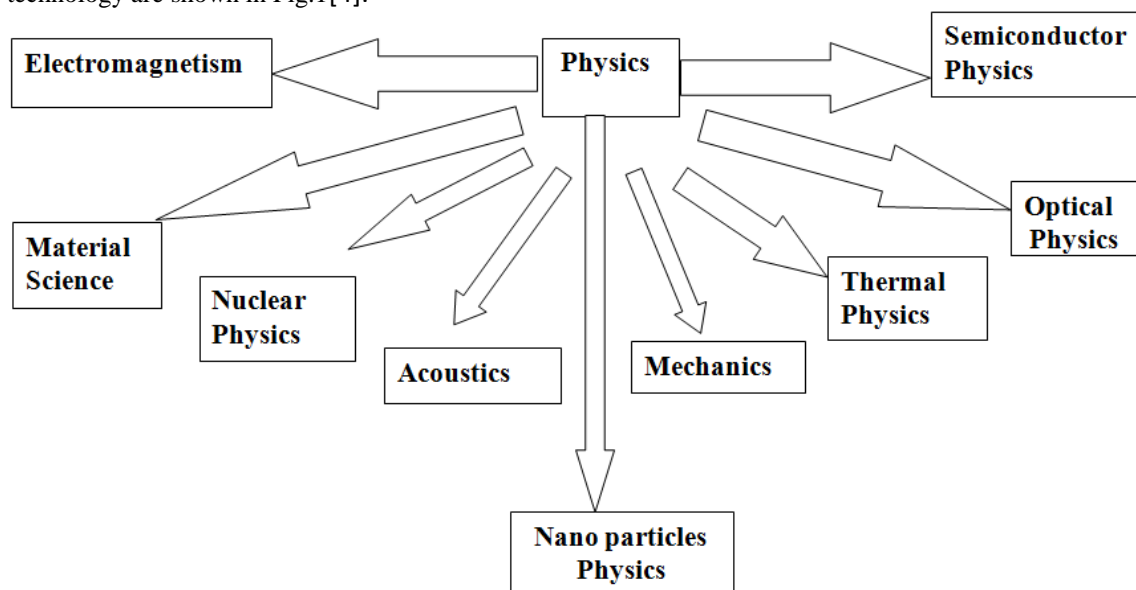 technology are shown in Fig.1[4].
Electromagnetism
Physics
Semiconductor
Physics
Material
Science
Nuclear
Physics
Acoustics
Mechanics
Thermal
Physics
Optical
Physics
Nano particles
Physics